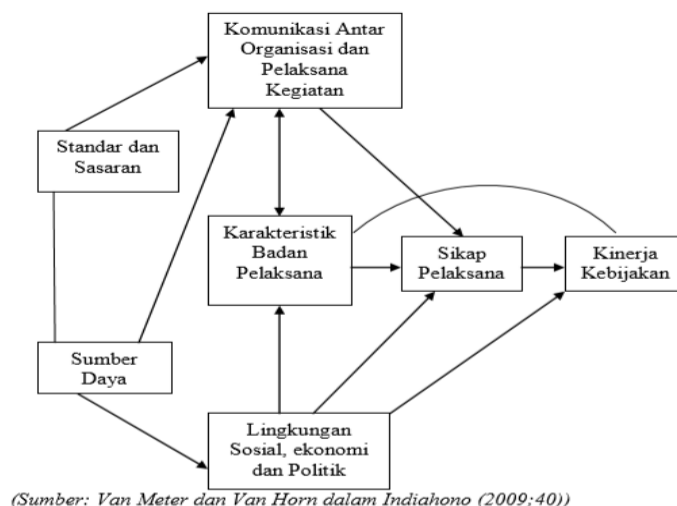 Komunikasi Antar
Organisasi dan
Pelaksana
Kegiatan
Standar dan
Sasaran
Karakteristik
Badan
Pelaksana
Sikap
Pelaksana
Kinerja
Kebijakan
Sumber
Daya
Lingkungan
Sosial, ekonomi
dan Politik
(Sumber: Van Meter dan Van Horn dalam Indiahono (2009;40))